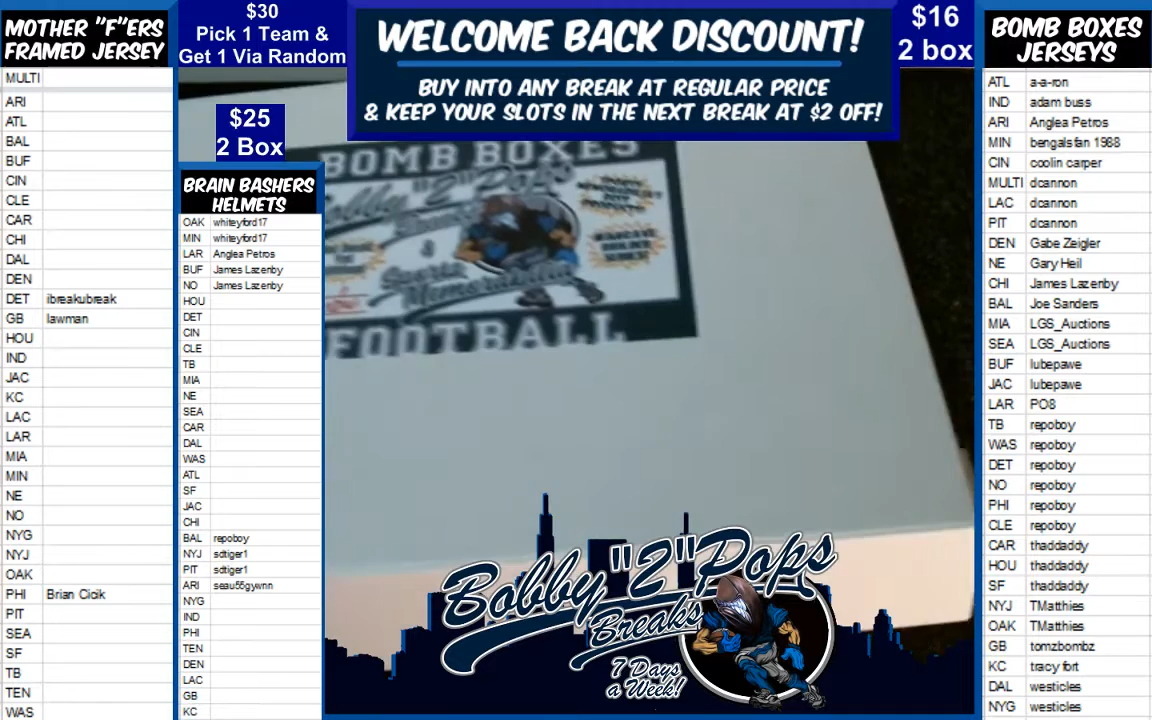 MOTHER "F"ERS
FRAMED JERSEY
MULTI
ARI
ATL
BAL
BUF
CIN
CLE
CAR
CHI
DAL
DEN
DET ibreakubreak
GB lawman
HOU
IND
JAC
KC
LAC
LAR
MIA
MIN
NE
NO
NYG
NYJ
OAK
PHI Brian Cicik
PIT
SEA
SF
TB
TEN
WAS
$30
Pick 1 Team &
Get 1 Via Random
$25
2 Box
BRAIN BASHERS
HELMETS
OAK whiteyford17
MIN whiteyford17
LAR Anglea Petros
BUF James Lazenby
NO James Lazenby
HOU
DET
CIN
CLE
TB
MIA
NE
SEA
CAR
DAL
WAS
ATL
SF
JAC
CHI
BAL repoboy
NYJ sdtiger1
PIT sdtiger1
ARI seau55gywnn
NYG
IND
PHI
TEN
DEN
LAC
GB
KC
WELCOME BACK DISCOUNT!
BUY INTO ANY BREAK AT REGULAR PRICE
& KEEP YOUR SLOTS IN THE NEXT BREAK AT $2 OFF!
BOMB BOXES
"2" Pops
&
Sports
Memorabilia
FOOTBALL
Bobby "2" Pops
Breaks
7 Days
a Week!
$16
2 box
BOMB BOXES
JERSEYS
ATL a-a-ron
IND adam buss
ARI Anglea Petros
MIN bengalsfan 1988
CIN coolin carper
MULTI dcannon
LAC dcannon
PIT dcannon
DEN Gabe Zeigler
NE Gary Heil
CHI James Lazenby
BAL Joe Sanders
MIA LGS_Auctions
SEA LGS_Auctions
BUF lubepawe
JAC lubepawe
LAR PO8
TB repoboy
WAS repoboy
DET repoboy
NO repoboy
PHI repoboy
CLE repoboy
CAR thaddaddy
HOU thaddaddy
SF thaddaddy
NYJ TMatthies
OAK TMatthies
GB tomzbombz
KC tracy fort
DAL westicles
NYG westicles